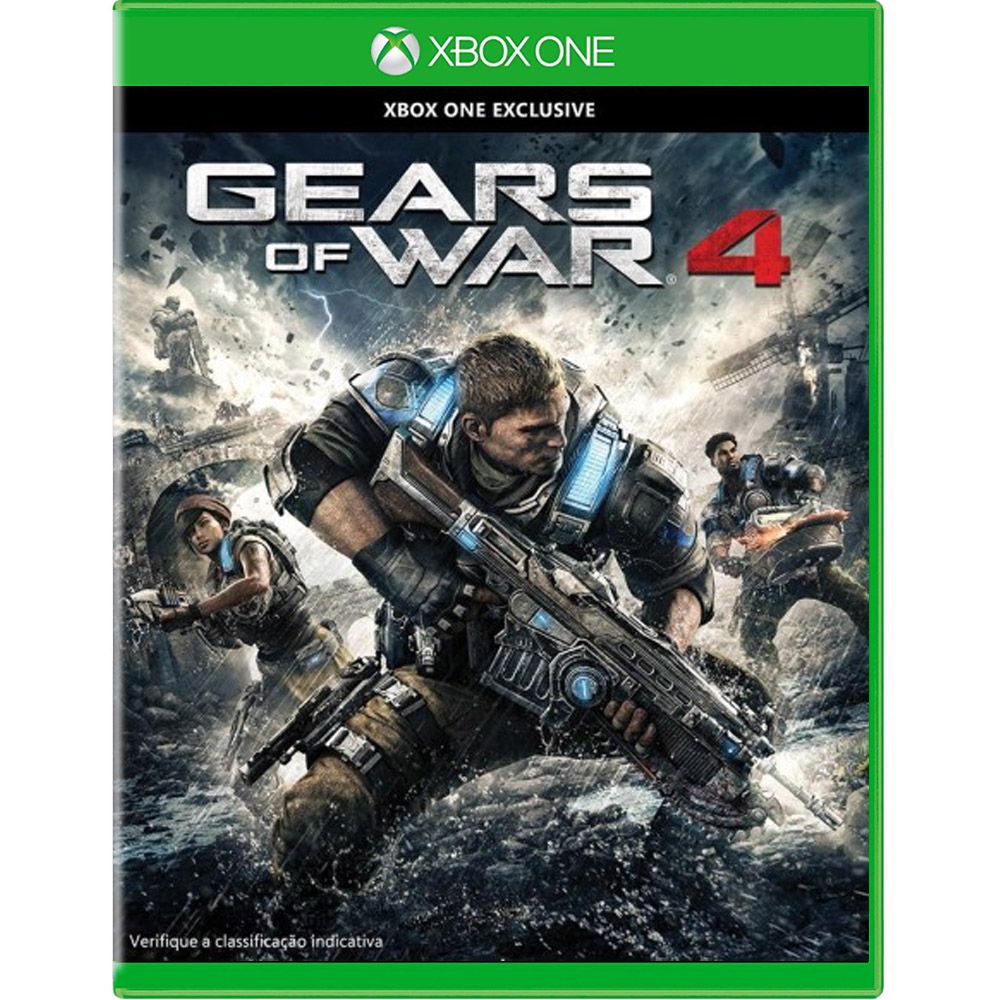 XBOX ONE
XBOX ONE EXCLUSIVE
GEARS
OF WAR® 4
Verifique a classificação indicativa